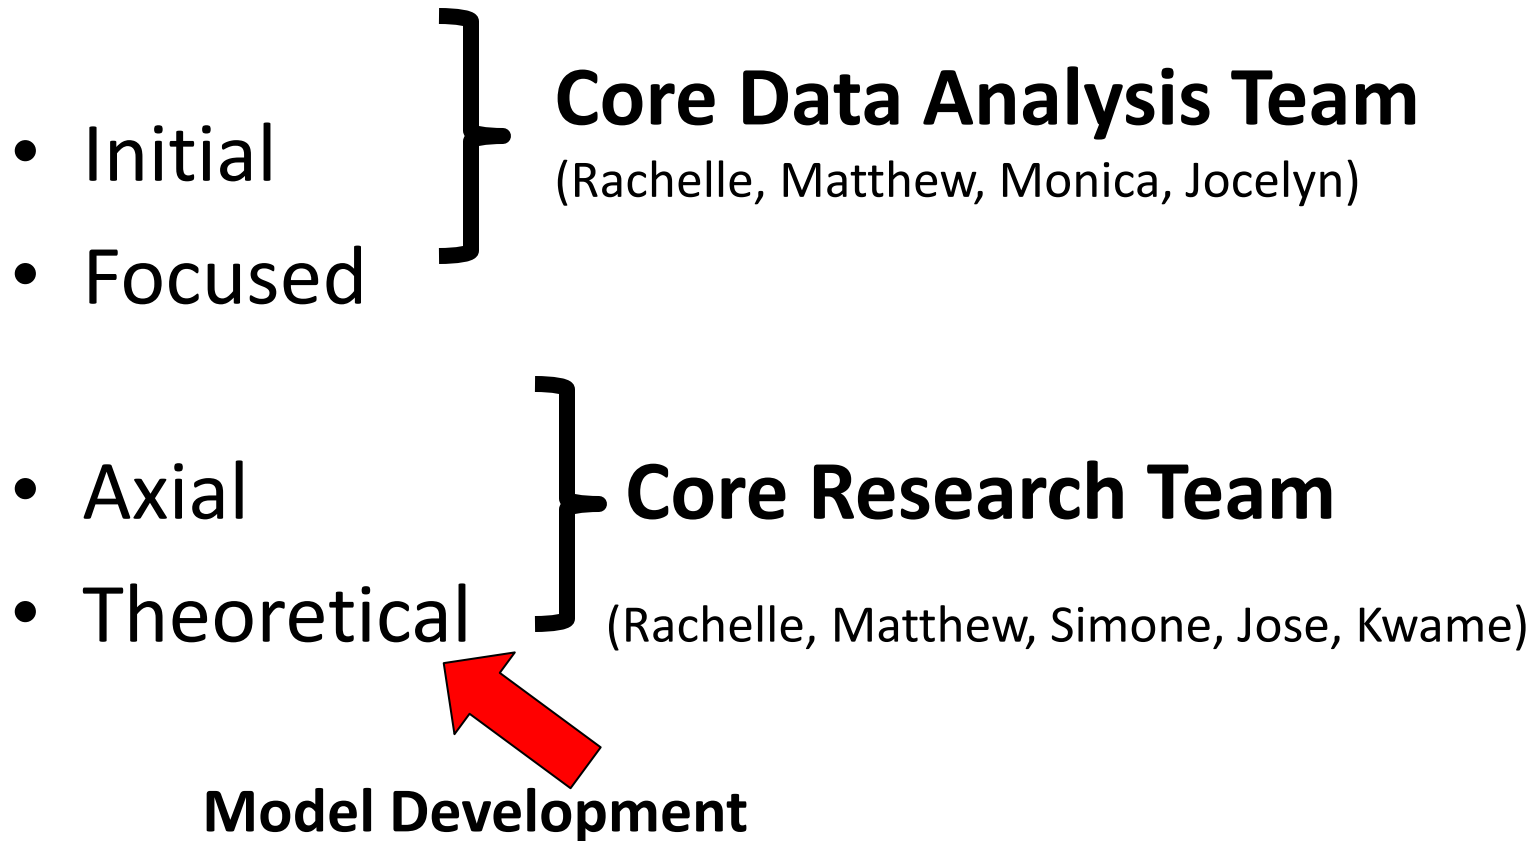 Core Data Analysis Team
• Initial
(Rachelle, Matthew, Monica, Jocelyn)
• Focused
• Axial
Core Research Team
• Theoretical
(Rachelle, Matthew, Simone, Jose, Kwame)
Model Development